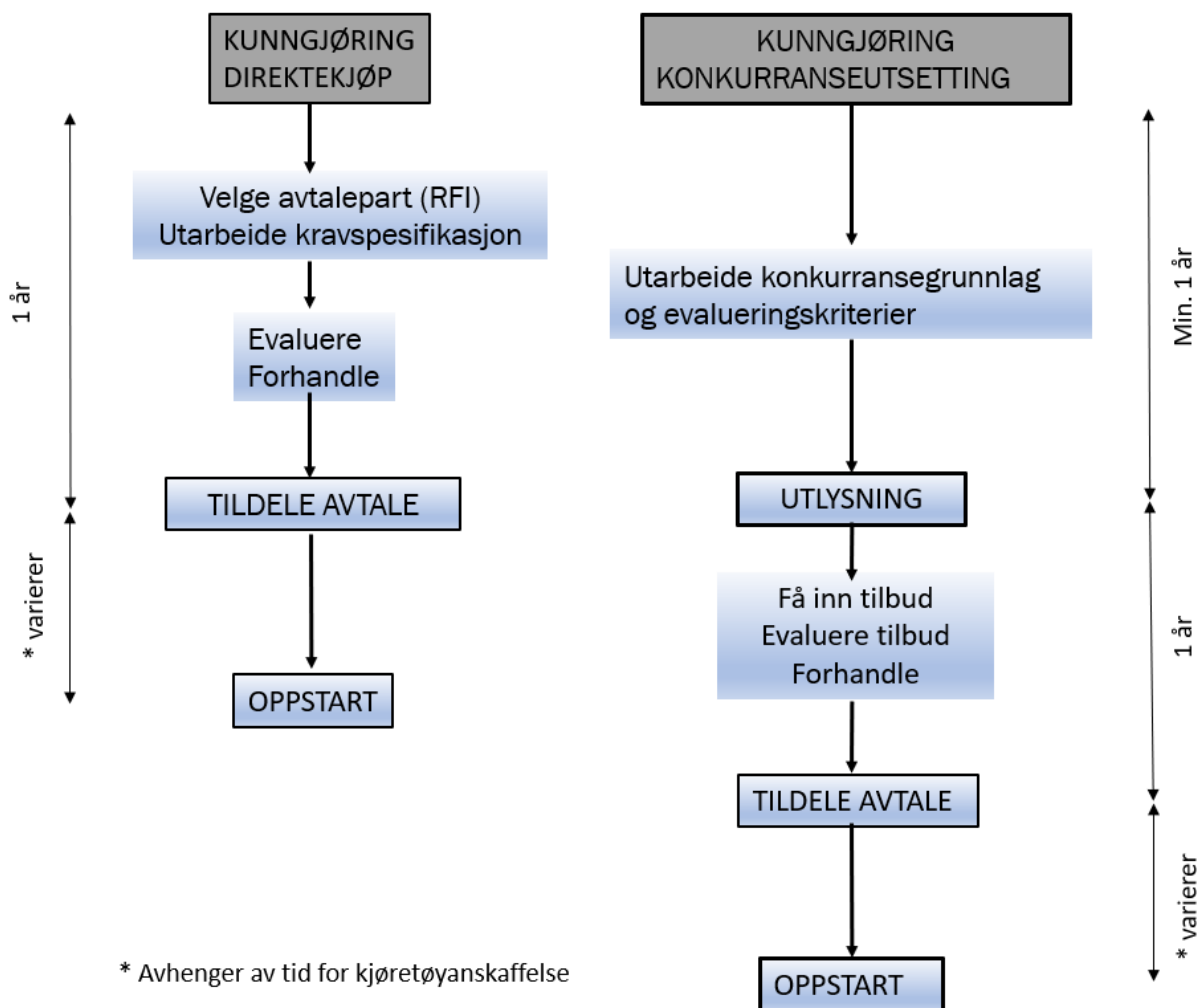 KUNNGJØRING
DIREKTEKJØP
1 år
Velge avtalepart (RFI)
Utarbeide kravspesifikasjon
Evaluere
Forhandle
TILDELE AVTALE
* varierer
OPPSTART
KUNNGJØRING
KONKURRANSEUTSETTING
Min. 1 år
Utarbeide konkurransegrunnlag
og evalueringskriterier
UTLYSNING
Få inn tilbud
Evaluere tilbud
Forhandle
1 år
TILDELE AVTALE
* varierer
OPPSTART
* Avhenger av tid for kjøretøyanskaffelse